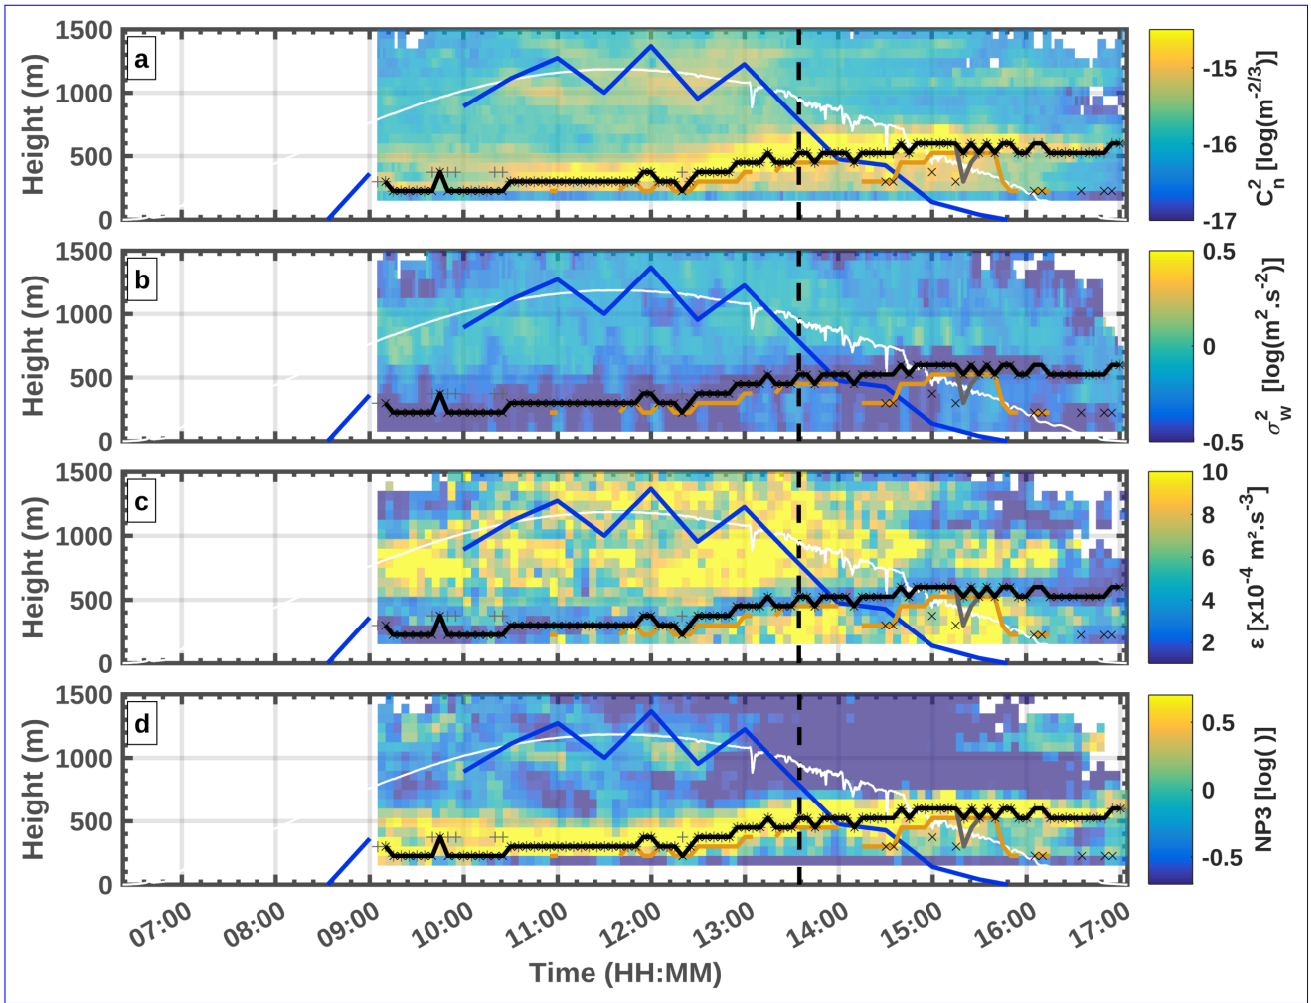 a
1500
1000
500
0
Height (m)
-15
-16
-17
C²ₙ [log(m⁻²ᐟ³)]
b
1500
1000
500
0
Height (m)
0.5
0
-0.5
σ²w [log(m².s⁻²)]
c
1500
1000
500
0
Height (m)
10
8
6
4
2
ε [x10⁻⁴ m².s⁻³]
d
1500
1000
500
0
Height (m)
0.5
0
-0.5
NP3 [log( )]
07:00 08:00 09:00 10:00 11:00 12:00 13:00 14:00 15:00 16:00 17:00
Time (HH:MM)